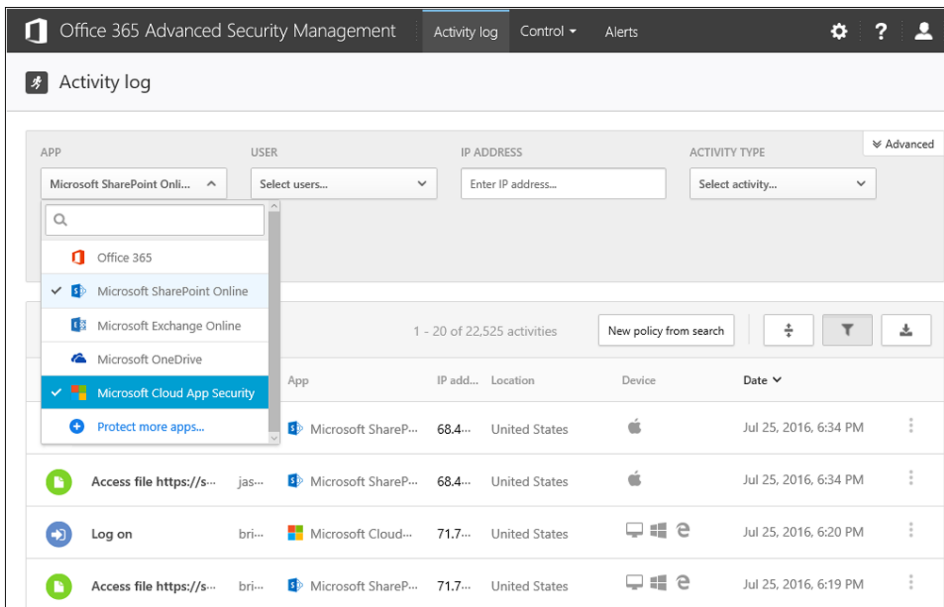 Office 365 Advanced Security Management Activity log Control Alerts ?
Activity log
Advanced
APP USER IP ADDRESS ACTIVITY TYPE
Microsoft SharePoint Onli... Select users... Enter IP address... Select activity...
Office 365
Microsoft SharePoint Online
Microsoft Exchange Online
1 - 20 of 22,525 activities New policy from search
Microsoft OneDrive
Microsoft Cloud App Security
App IP add... Location Device Date
Protect more apps...
Microsoft ShareP... 68.4... United States Jul 25, 2016, 6:34 PM
Access file https://s... jas... Microsoft ShareP... 68.4... United States Jul 25, 2016, 6:34 PM
Log on bri... Microsoft Cloud... 71.7... United States Jul 25, 2016, 6:20 PM
Access file https://s... bri... Microsoft ShareP... 71.7... United States Jul 25, 2016, 6:19 PM